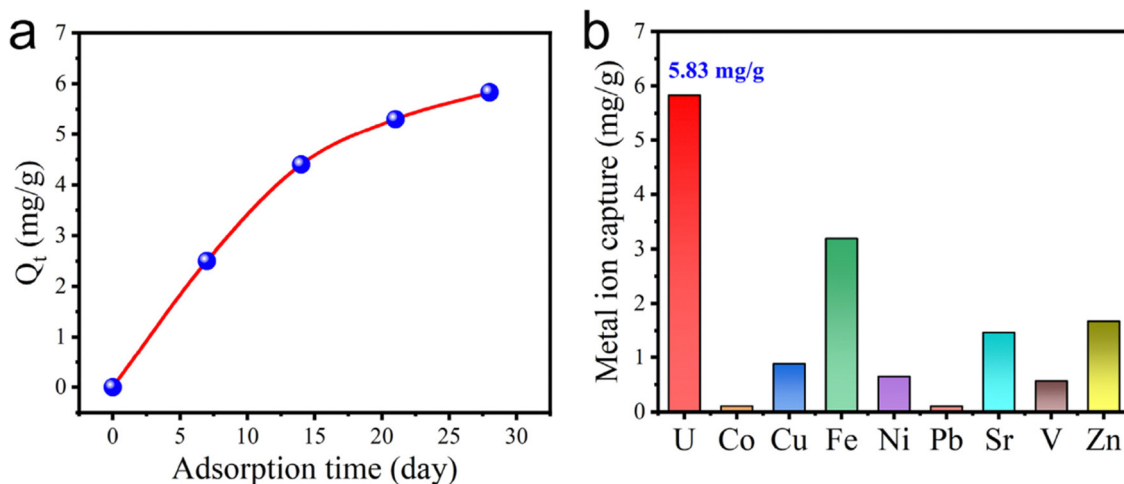 a
Q_t (mg/g)
7
6
5
4
3
2
1
0
0 5 10 15 20 25 30
Adsorption time (day)
b
Metal ion capture (mg/g)
7
6
5
4
3
2
1
0
5.83 mg/g
U Co Cu Fe Ni Pb Sr V Zn